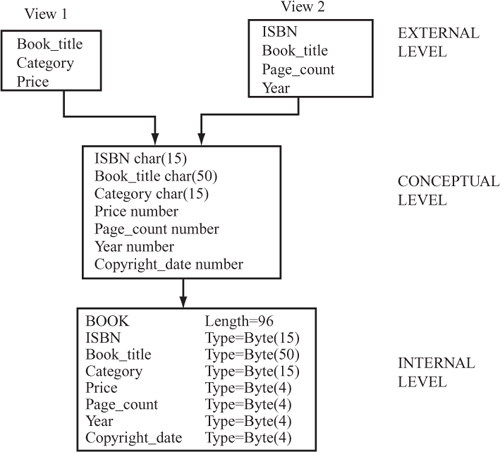 View 1
Book_title
Category
Price
View 2
ISBN
Book_title
Page_count
Year
EXTERNAL
LEVEL
ISBN char(15)
Book_title char(50)
Category char(15)
Price number
Page_count number
Year number
Copyright_date number
CONCEPTUAL
LEVEL
BOOK Length=96
ISBN Type=Byte(15)
Book_title Type=Byte(50)
Category Type=Byte(15)
Price Type=Byte(4)
Page_count Type=Byte(4)
Year Type=Byte(4)
Copyright_date Type=Byte(4)
INTERNAL
LEVEL